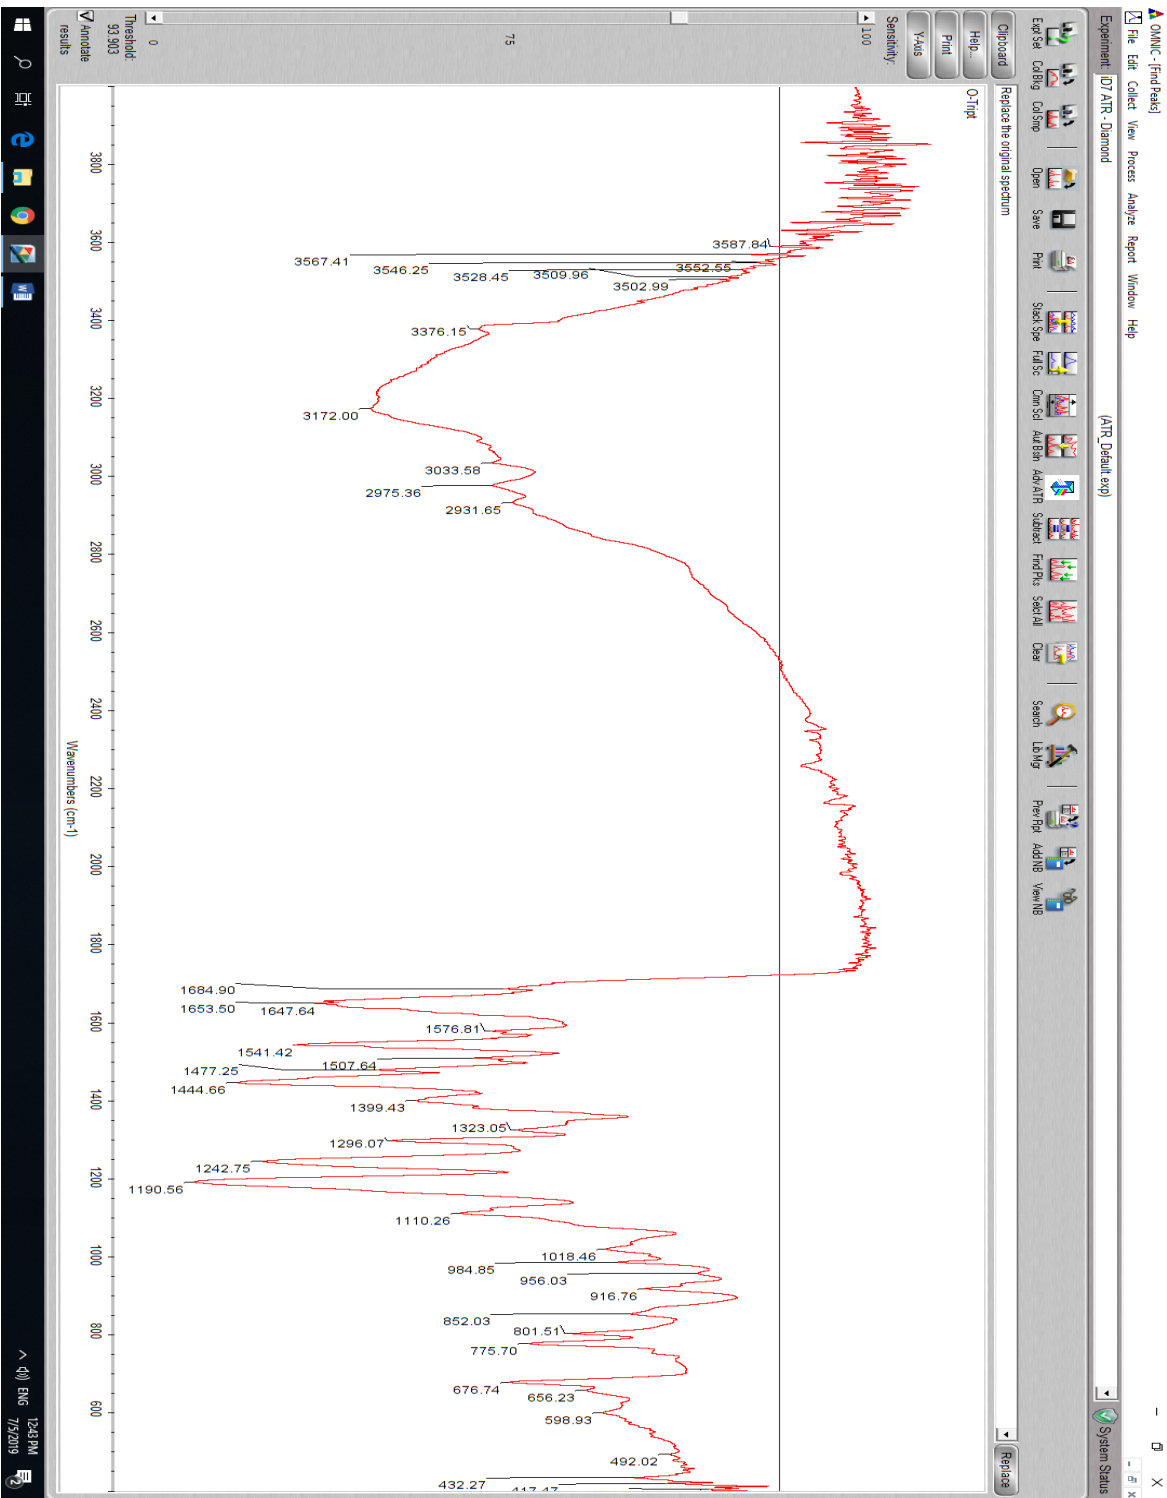 OMNIC - [Find Peaks]
File Edit Collect View Process Analyze Report Window Help
Experiment: iD7 ATR - Diamond (ATR_Default.exp) System Status
Expt Set Col Bkg Col Smp Open Save Print Stack Spe Full Sc Cmn Scl Aut Bsln Adv ATR Subtract Find Pks Selct All Clear Search Lib Mgr Prev Rpt Add NB View NB
Clipboard Replace the original spectrum Replace
Help...
Print
Y-Axis
Sensitivity:
100
75
0
Threshold:
93.903
Annotate
results
O-Tript
3587.84
3567.41
3546.25
3528.45
3509.96
3552.55
3502.99
3376.15
3172.00
3033.58
2975.36
2931.65
1684.90
1653.50
1647.64
1576.81
1541.42
1507.64
1477.25
1444.66
1399.43
1323.05
1296.07
1242.75
1190.56
1110.26
1018.46
984.85
956.03
916.76
852.03
801.51
775.70
676.74
656.23
598.93
492.02
432.27
417.47
3800 3600 3400 3200 3000 2800 2600 2400 2200 2000 1800 1600 1400 1200 1000 800 600
Wavenumbers (cm-1)
ENG
12:43 PM
7/5/2019
2